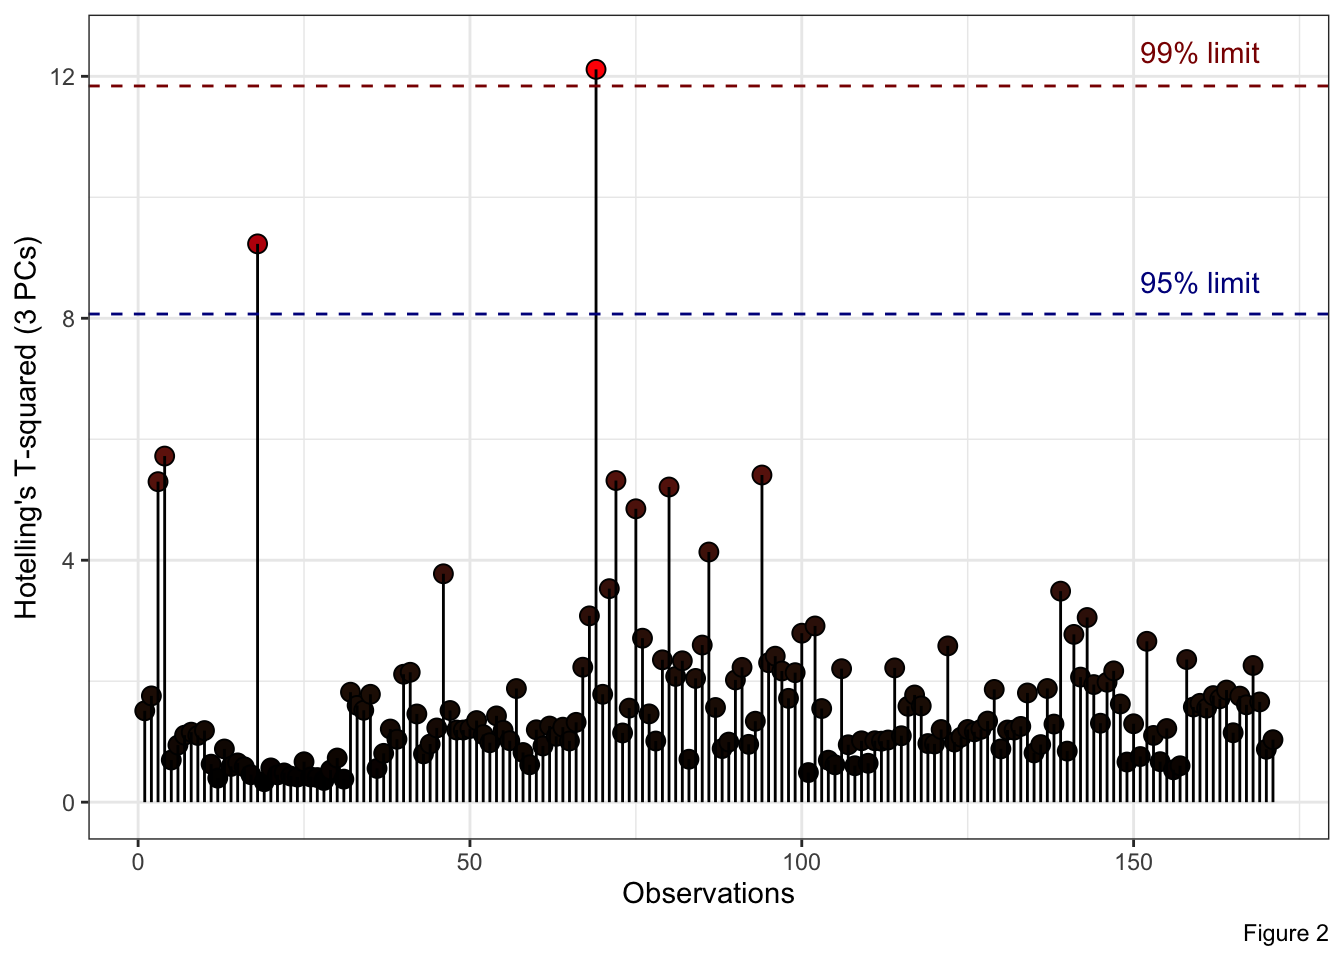 99% limit
12
95% limit
8
Hotelling's T-squared (3 PCs)
4
0
0 50 100 150
Observations
Figure 2